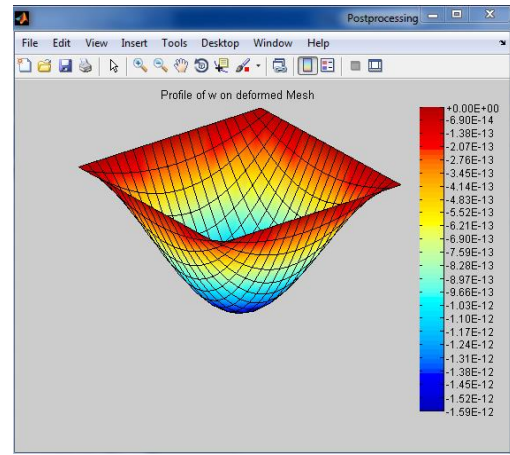 Postprocessing
File Edit View Insert Tools Desktop Window Help
Profile of w on deformed Mesh
+0.00E+00
-6.90E-14
-1.38E-13
-2.07E-13
-2.76E-13
-3.45E-13
-4.14E-13
-4.83E-13
-5.52E-13
-6.21E-13
-6.90E-13
-7.59E-13
-8.28E-13
-8.97E-13
-9.66E-13
-1.03E-12
-1.10E-12
-1.17E-12
-1.24E-12
-1.31E-12
-1.38E-12
-1.45E-12
-1.52E-12
-1.59E-12